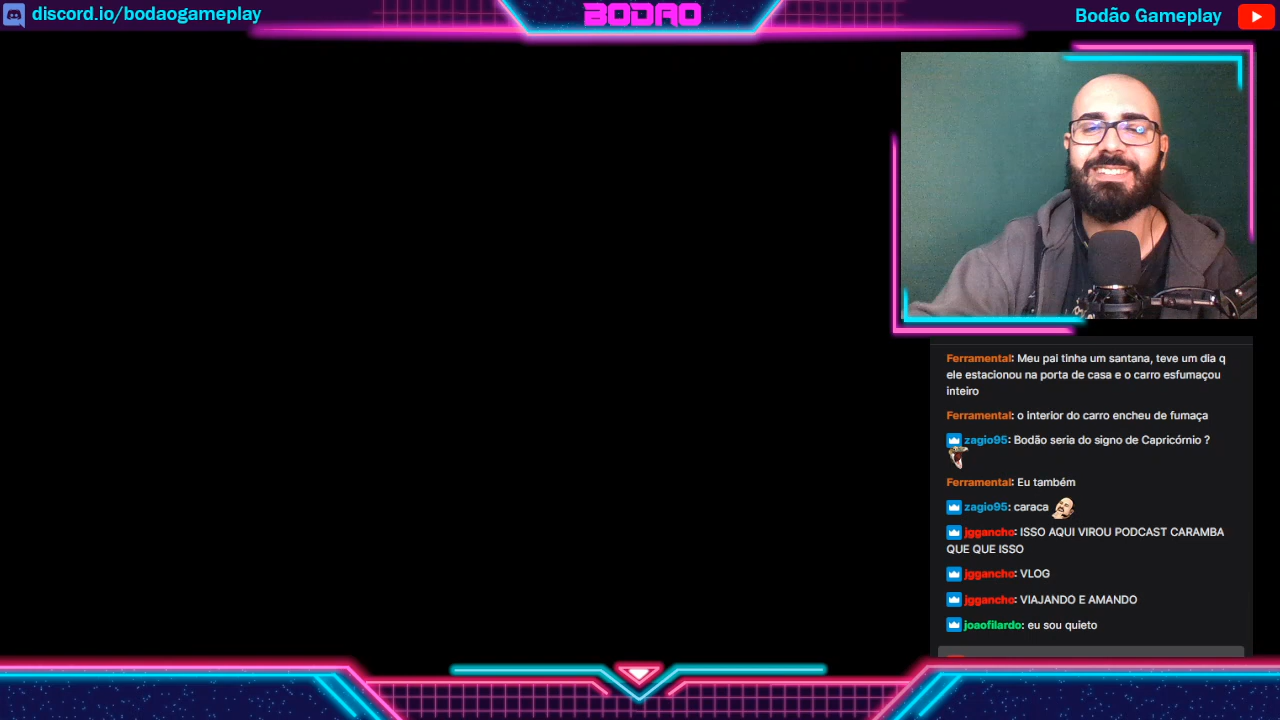 discord.io/bodaogameplay
BODAO
Bodão Gameplay
Ferramental: Meu pai tinha um santana, teve um dia q
ele estacionou na porta de casa e o carro esfumaçou
inteiro
Ferramental: o interior do carro encheu de fumaça
zagio95: Bodão seria do signo de Capricórnio ?
Ferramental: Eu também
zagio95: caraca
jggancho: ISSO AQUI VIROU PODCAST CARAMBA
QUE QUE ISSO
jggancho: VLOG
jggancho: VIAJANDO E AMANDO
joaofilardo: eu sou quieto